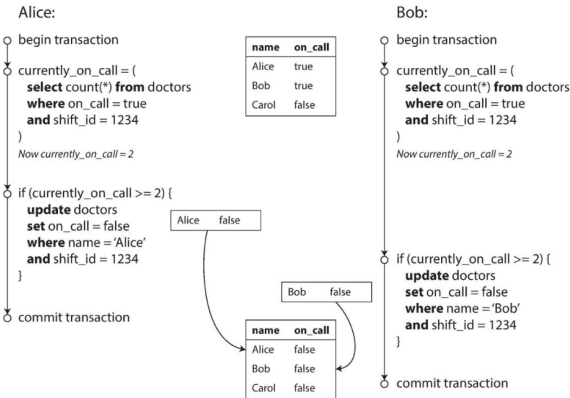 Alice:
begin transaction
currently_on_call = (
select count(*) from doctors
where on_call = true
and shift_id = 1234
)
Now currently_on_call = 2
if (currently_on_call >= 2) {
update doctors
set on_call = false
where name = ‘Alice’
and shift_id = 1234
}
commit transaction
name on_call
Alice true
Bob true
Carol false
Alice false
Bob false
name on_call
Alice false
Bob false
Carol false
Bob:
begin transaction
currently_on_call = (
select count(*) from doctors
where on_call = true
and shift_id = 1234
)
Now currently_on_call = 2
if (currently_on_call >= 2) {
update doctors
set on_call = false
where name = ‘Bob’
and shift_id = 1234
}
commit transaction